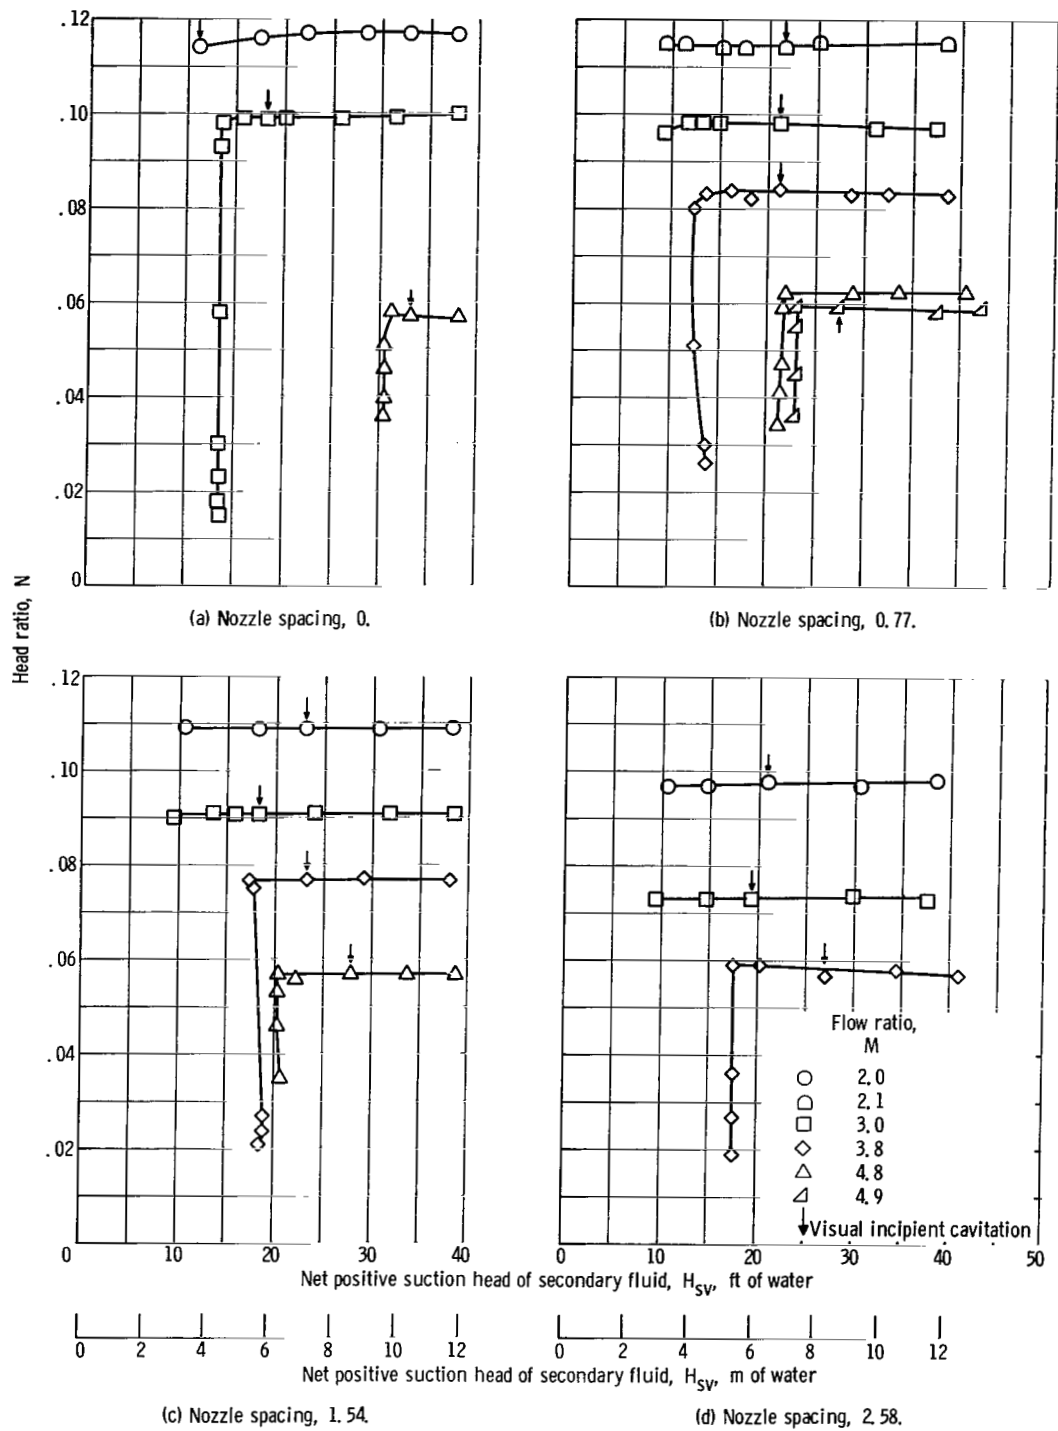 .12
.10
.08
.06
.04
.02
0
Head ratio, N
(a) Nozzle spacing, 0.
(b) Nozzle spacing, 0.77.
.12
.10
.08
.06
.04
.02
0 10 20 30 40
0 10 20 30 40 50
Flow ratio,
M
2.0
2.1
3.0
3.8
4.8
4.9
Visual incipient cavitation
Net positive suction head of secondary fluid, Hsv, ft of water
0 2 4 6 8 10 12
0 2 4 6 8 10 12
Net positive suction head of secondary fluid, Hsv, m of water
(c) Nozzle spacing, 1.54.
(d) Nozzle spacing, 2.58.